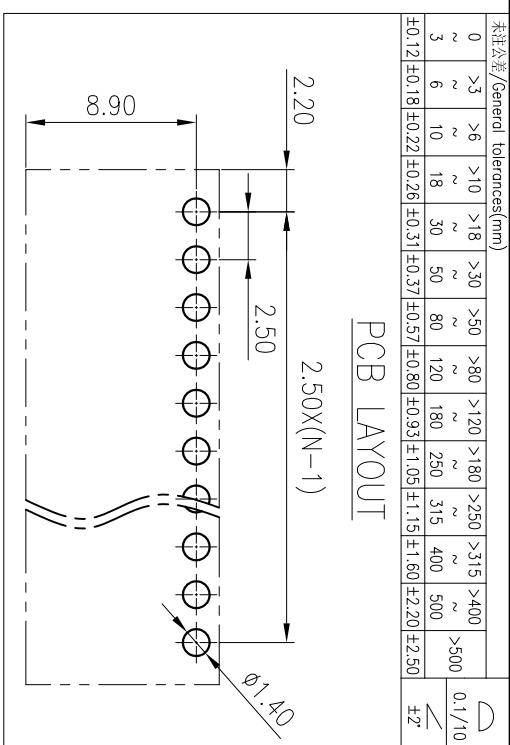 未注公差/General tolerances(mm)
0 ~ 3 >3 ~ 6 >6 ~ 10 >10 ~ 18 >18 ~ 30 >30 ~ 50 >50 ~ 80 >80 ~ 120 >120 ~ 180 >180 ~ 250 >250 ~ 315 >315 ~ 400 >400 ~ 500 >500 0.1/10
±0.12 ±0.18 ±0.22 ±0.26 ±0.31 ±0.37 ±0.57 ±0.80 ±0.93 ±1.05 ±1.15 ±1.60 ±2.20 ±2.50 ±2°
PCB LAYOUT
2.50X(N-1)
2.20
2.50
8.90
ø1.40